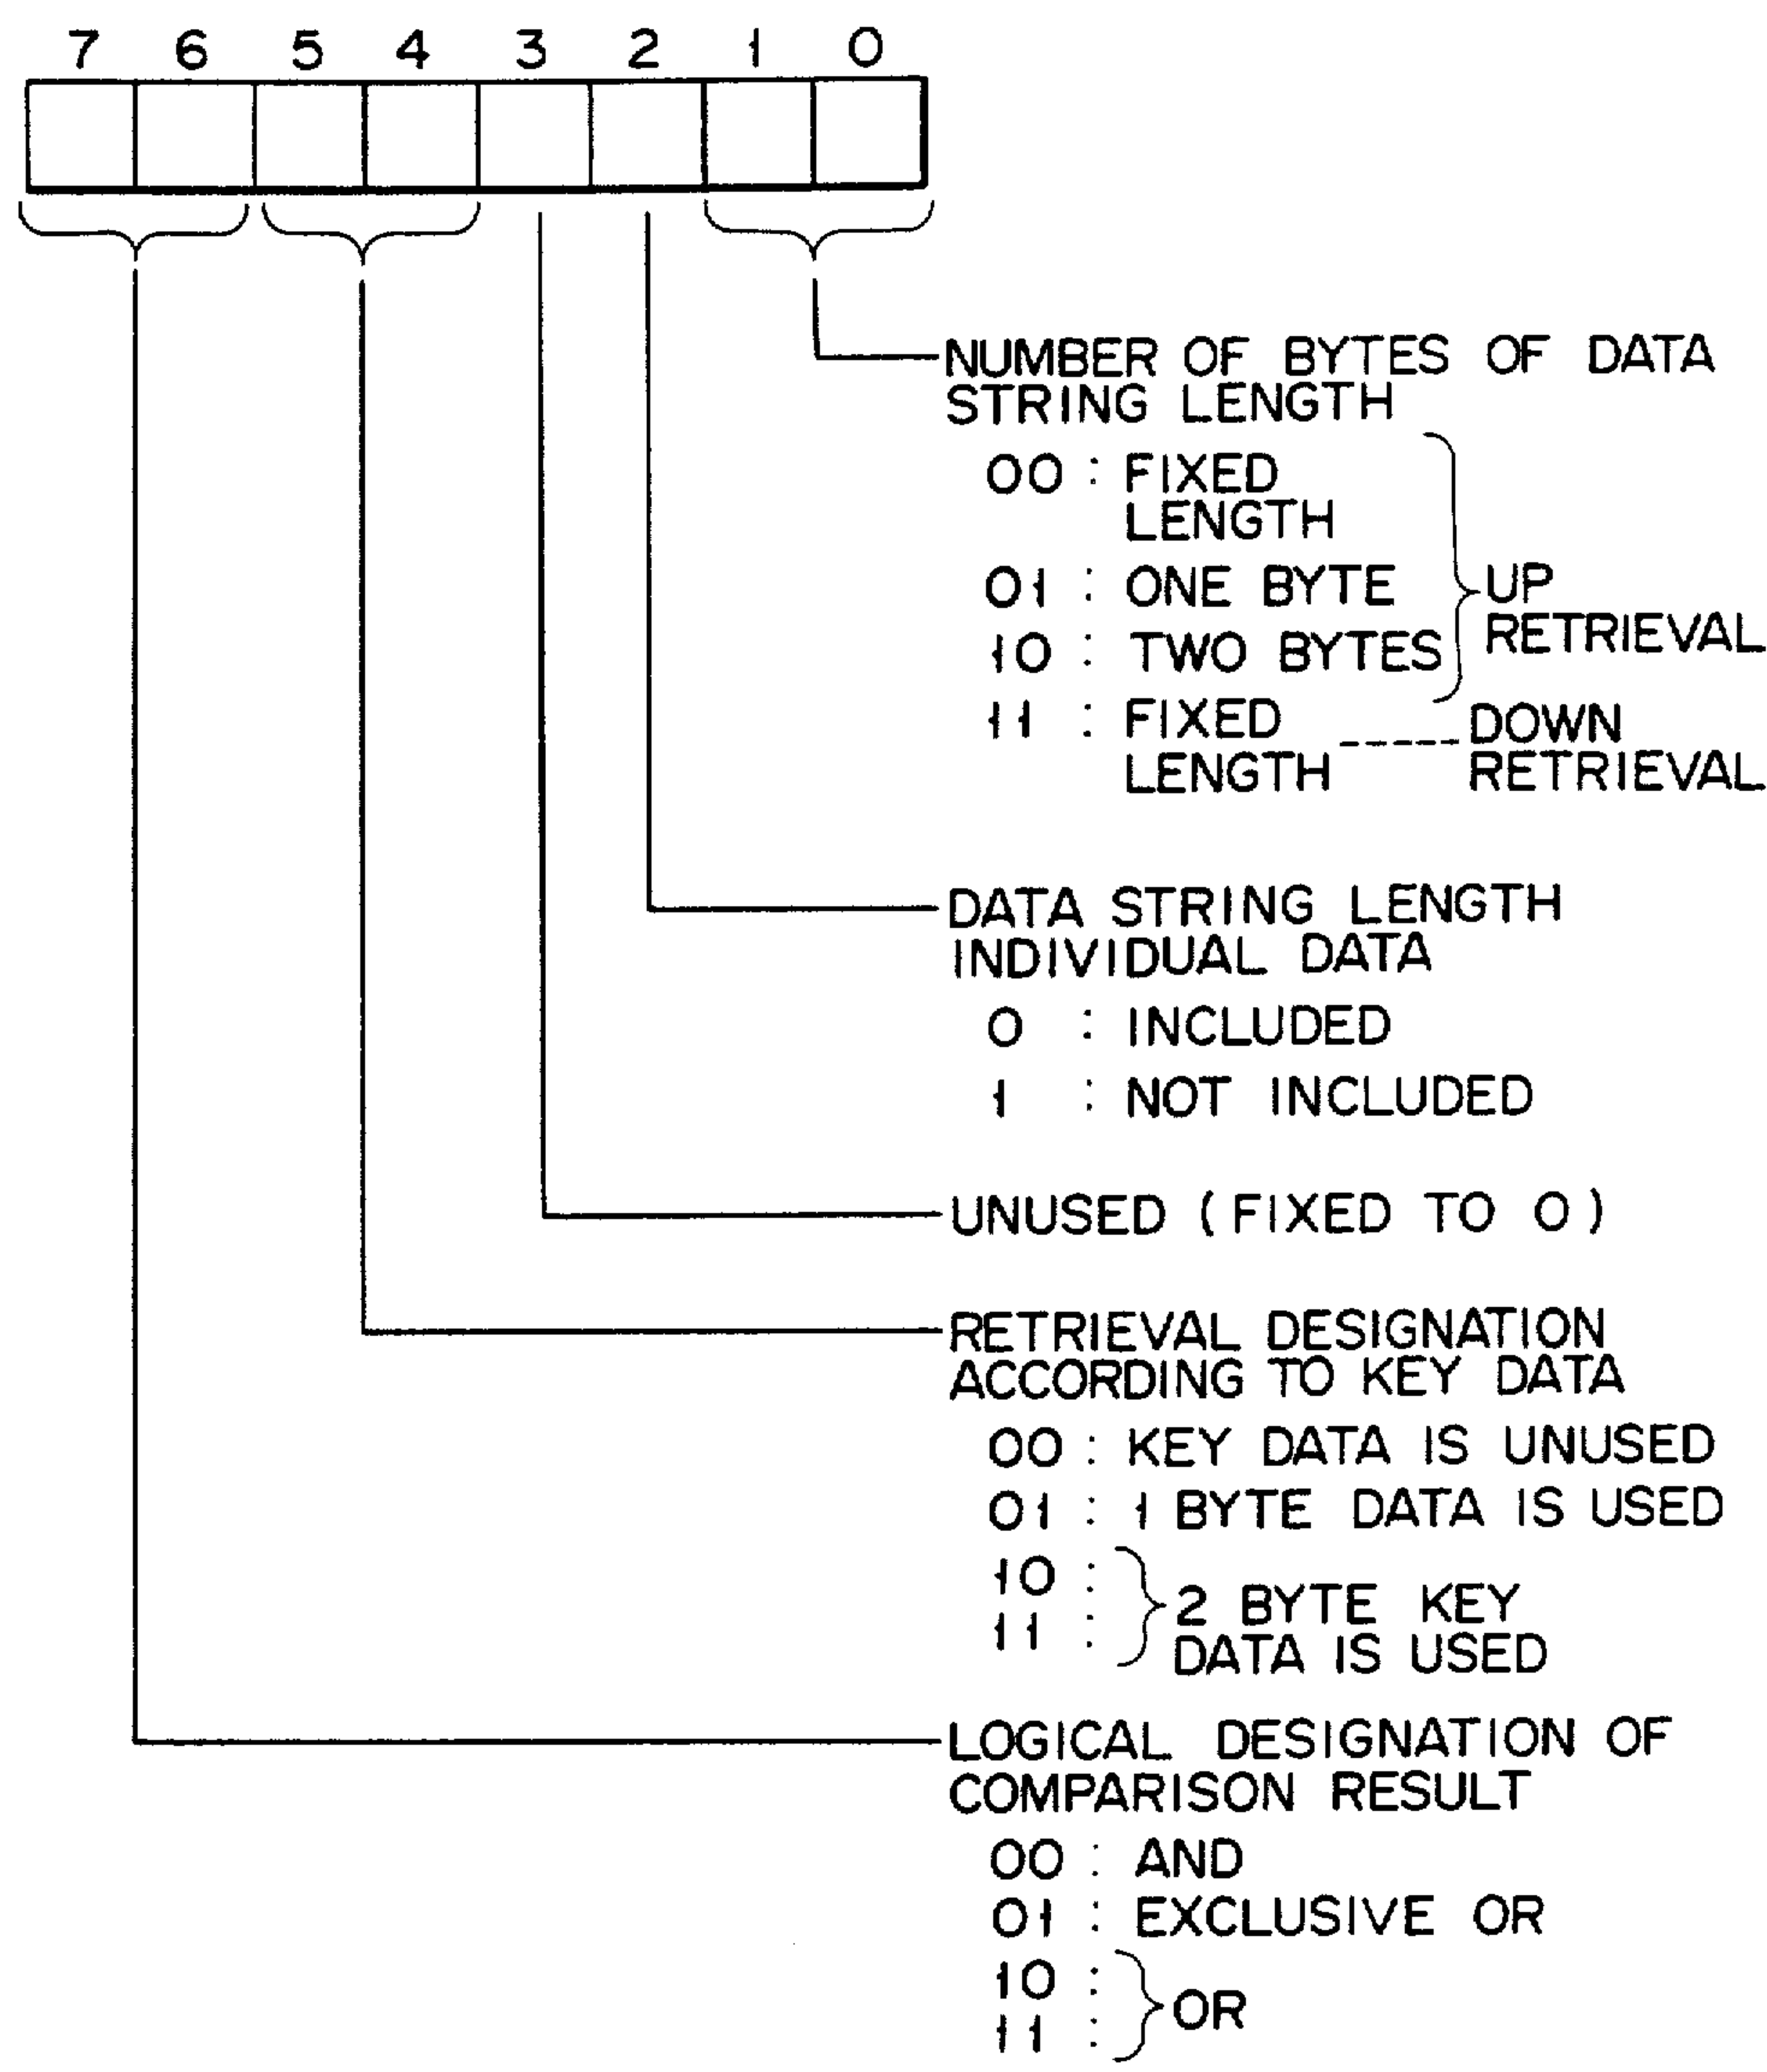 7 6 5 4 3 2 1 0
NUMBER OF BYTES OF DATA
STRING LENGTH
00 : FIXED
LENGTH
01 : ONE BYTE
10 : TWO BYTES
UP
RETRIEVAL
11 : FIXED
LENGTH
DOWN
RETRIEVAL
DATA STRING LENGTH
INDIVIDUAL DATA
0 : INCLUDED
1 : NOT INCLUDED
UNUSED (FIXED TO 0)
RETRIEVAL DESIGNATION
ACCORDING TO KEY DATA
00 : KEY DATA IS UNUSED
01 : 1 BYTE DATA IS USED
10 :
11 :
2 BYTE KEY
DATA IS USED
LOGICAL DESIGNATION OF
COMPARISON RESULT
00 : AND
01 : EXCLUSIVE OR
10 :
11 :
OR